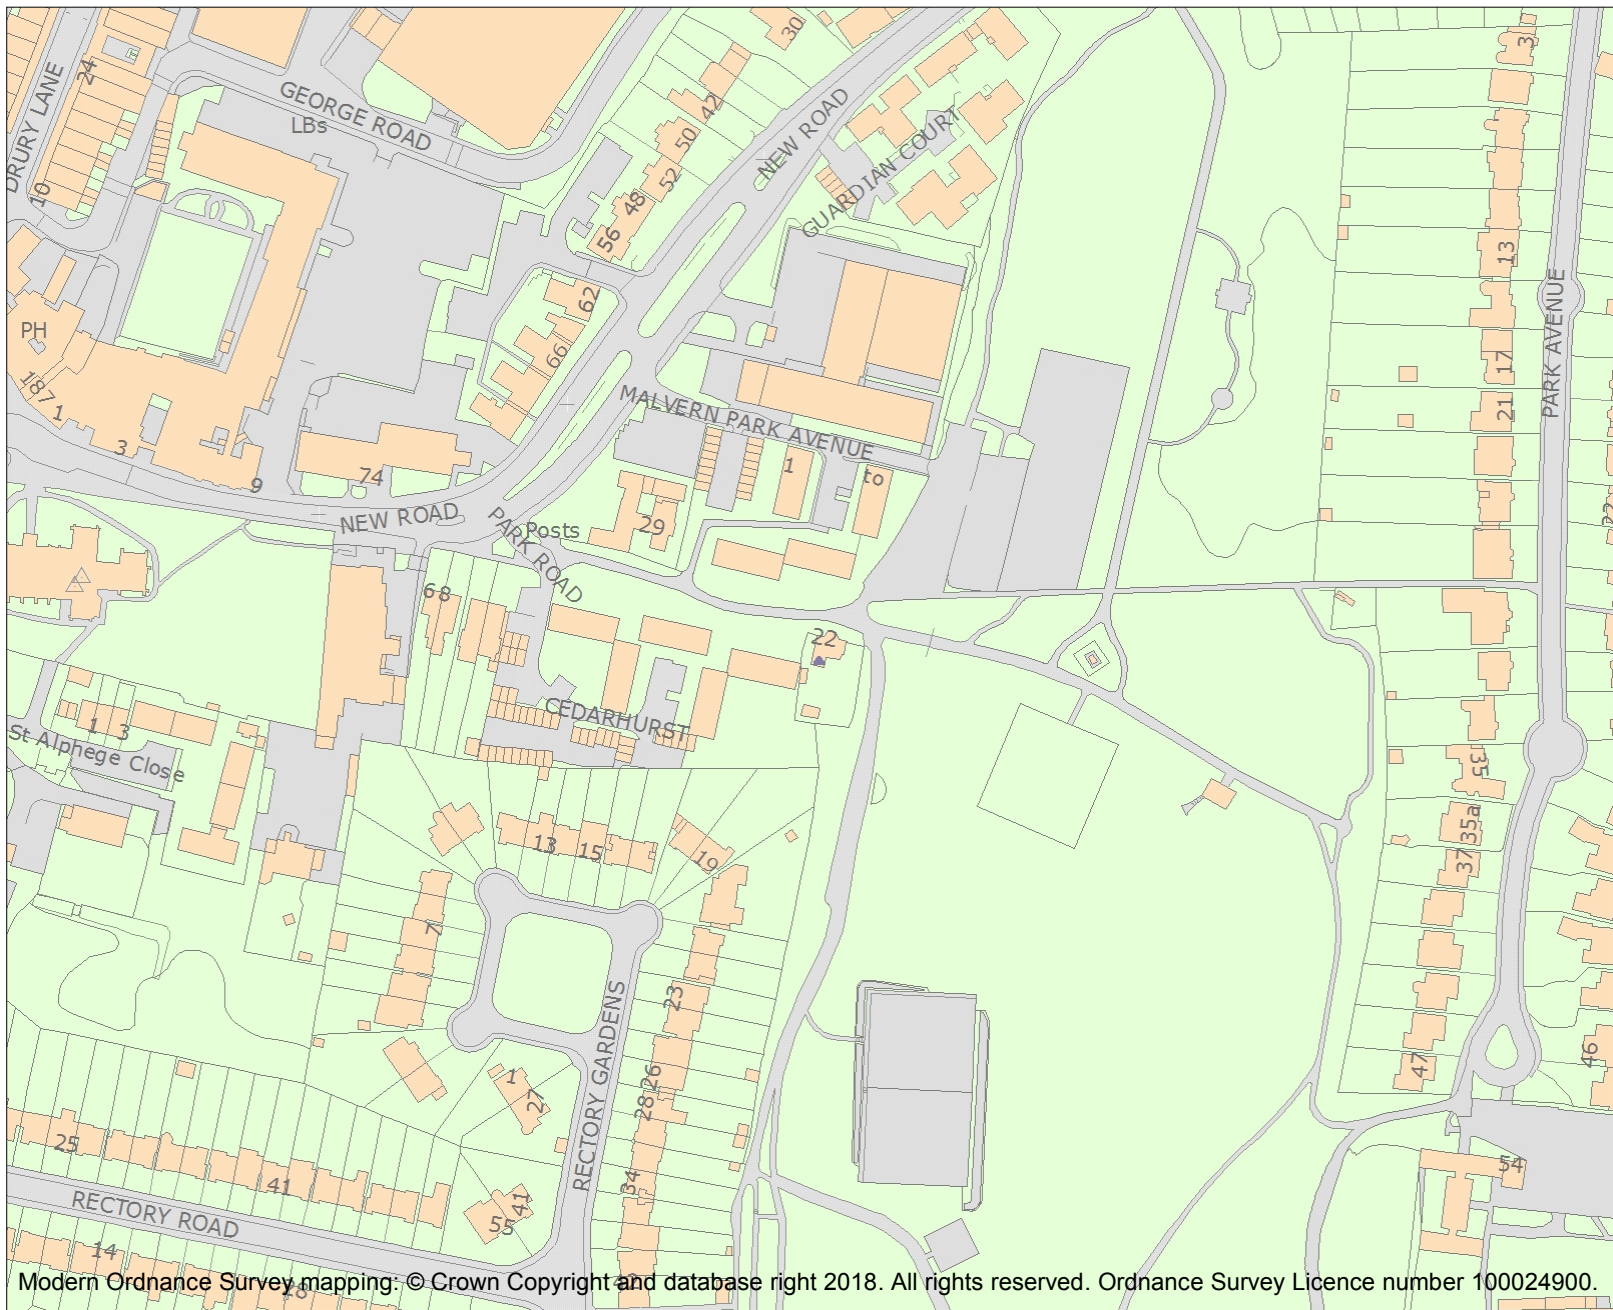 30
3
24
DRURY LANE
GEORGE ROAD
LBs
42
NEW ROAD
50
GUARDIAN COURT
52
10
48
56
13
62
PARK AVENUE
PH
66
17
187
1
MALVERN PARK AVENUE
21
3
1
to
74
9
NEW ROAD
PARK ROAD
Posts
29
22
68
22
CEDARHURST
1
3
St Alphege Close
35
35a
13
15
19
37
7
23
RECTORY GARDENS
46
47
1
26
27
28
25
54
34
41
41
55
RECTORY ROAD
14
28
42
Modern Ordnance Survey mapping: © Crown Copyright and database right 2018. All rights reserved. Ordnance Survey Licence number 100024900.